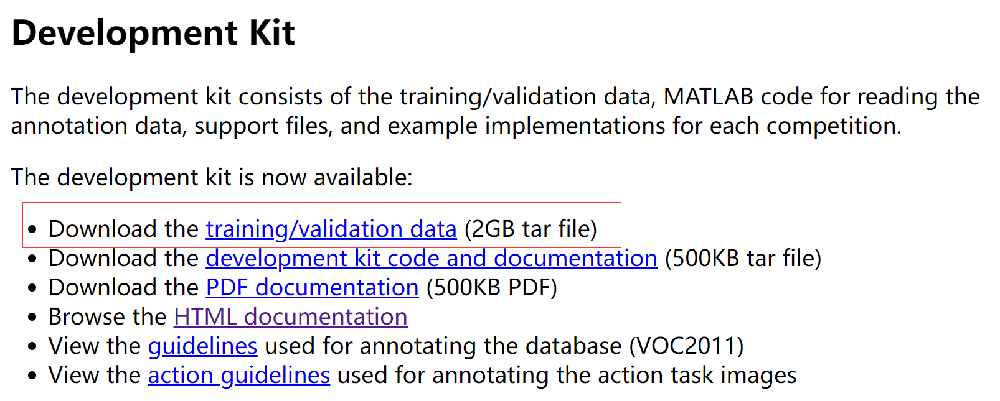 Development Kit
The development kit consists of the training/validation data, MATLAB code for reading the
annotation data, support files, and example implementations for each competition.
The development kit is now available:
• Download the training/validation data (2GB tar file)
• Download the development kit code and documentation (500KB tar file)
• Download the PDF documentation (500KB PDF)
• Browse the HTML documentation
• View the guidelines used for annotating the database (VOC2011)
• View the action guidelines used for annotating the action task images